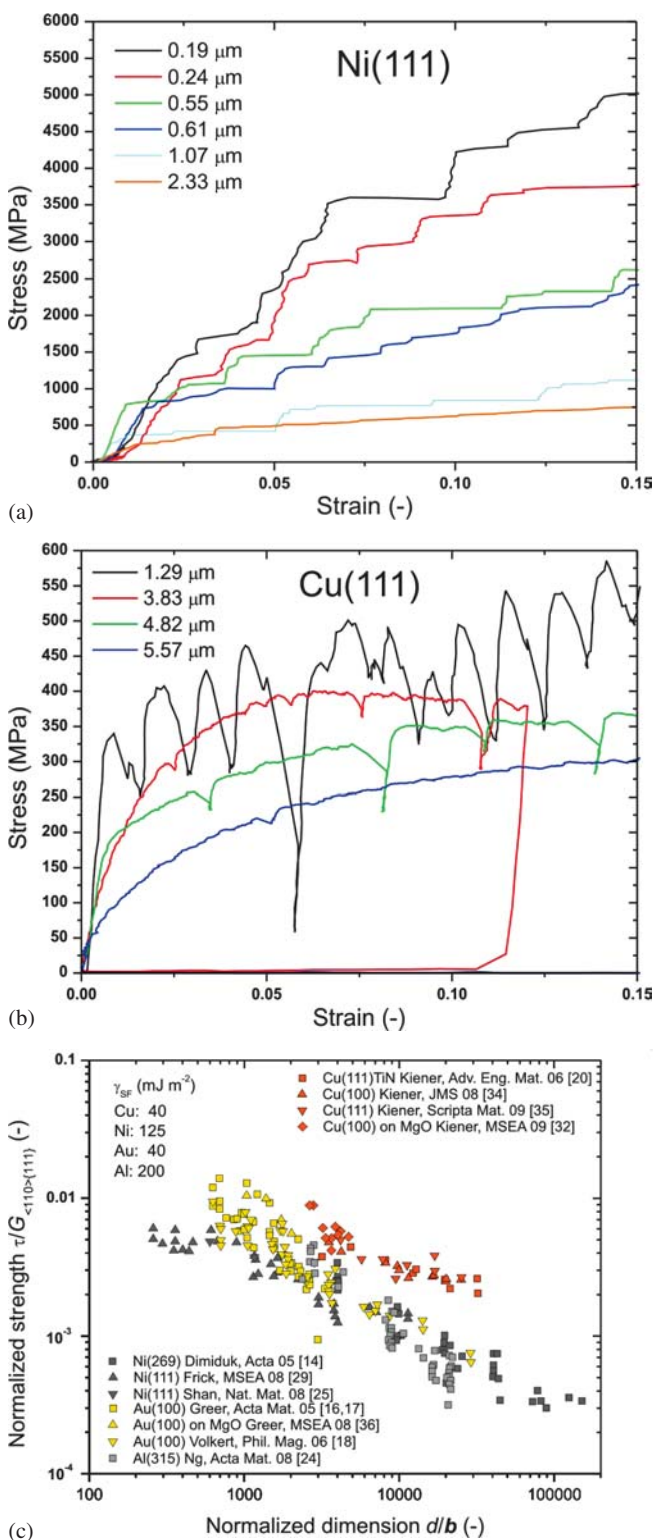 6000
5500
5000
4500
4000
3500
3000
2500
2000
1500
1000
500
0
Stress (MPa)
0.19 μm
0.24 μm
0.55 μm
0.61 μm
1.07 μm
2.33 μm
Ni(111)
0.00 0.05 0.10 0.15
Strain (-)
(a)
600
550
500
450
400
350
300
250
200
150
100
50
0
Stress (MPa)
1.29 μm
3.83 μm
4.82 μm
5.57 μm
Cu(111)
0.00 0.05 0.10 0.15
Strain (-)
(b)
0.1
0.01
10⁻³
10⁻⁴
Normalized strength τ/G<110>{111} (-)
γSF (mJ m⁻²)
Cu: 40
Ni: 125
Au: 40
Al: 200
Cu(111)TiN Kiener, Adv. Eng. Mat. 06 [20]
Cu(100) Kiener, JMS 08 [34]
Cu(111) Kiener, Scripta Mat. 09 [35]
Cu(100) on MgO Kiener, MSEA 09 [32]
Ni(269) Dimiduk, Acta 05 [14]
Ni(111) Frick, MSEA 08 [29]
Ni(111) Shan, Nat. Mat. 08 [25]
Au(100) Greer, Acta Mat. 05 [16,17]
Au(100) on MgO Greer, MSEA 08 [36]
Au(100) Volkert, Phil. Mag. 06 [18]
Al(315) Ng, Acta Mat. 08 [24]
100 1000 10000 100000
Normalized dimension d/b (-)
(c)